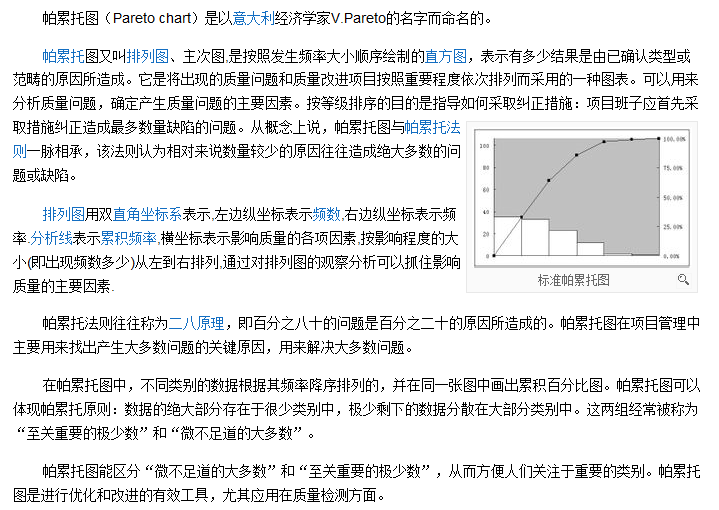 帕累托图（Pareto chart）是以意大利经济学家V.Pareto的名字而命名的。
帕累托图又叫排列图、主次图,是按照发生频率大小顺序绘制的直方图，表示有多少结果是由已确认类型或
范畴的原因所造成。它是将出现的质量问题和质量改进项目按照重要程度依次排列而采用的一种图表。可以用来
分析质量问题，确定产生质量问题的主要因素。按等级排序的目的是指导如何采取纠正措施：项目班子应首先采
取措施纠正造成最多数量缺陷的问题。从概念上说，帕累托图与帕累托法
则一脉相承，该法则认为相对来说数量较少的原因往往造成绝大多数的问
题或缺陷。
排列图用双直角坐标系表示,左边纵坐标表示频数,右边纵坐标表示频
率.分析线表示累积频率,横坐标表示影响质量的各项因素,按影响程度的大
小(即出现频数多少)从左到右排列,通过对排列图的观察分析可以抓住影响
质量的主要因素.
100
80
60
40
20
0
100.00%
75.00%
50.00%
25.00%
0.00%
标准帕累托图
帕累托法则往往称为二八原理，即百分之八十的问题是百分之二十的原因所造成的。帕累托图在项目管理中
主要用来找出产生大多数问题的关键原因，用来解决大多数问题。
在帕累托图中，不同类别的数据根据其频率降序排列的，并在同一张图中画出累积百分比图。帕累托图可以
体现帕累托原则：数据的绝大部分存在于很少类别中，极少剩下的数据分散在大部分类别中。这两组经常被称为
“至关重要的极少数”和“微不足道的大多数”。
帕累托图能区分“微不足道的大多数”和“至关重要的极少数”，从而方便人们关注于重要的类别。帕累托
图是进行优化和改进的有效工具，尤其应用在质量检测方面。